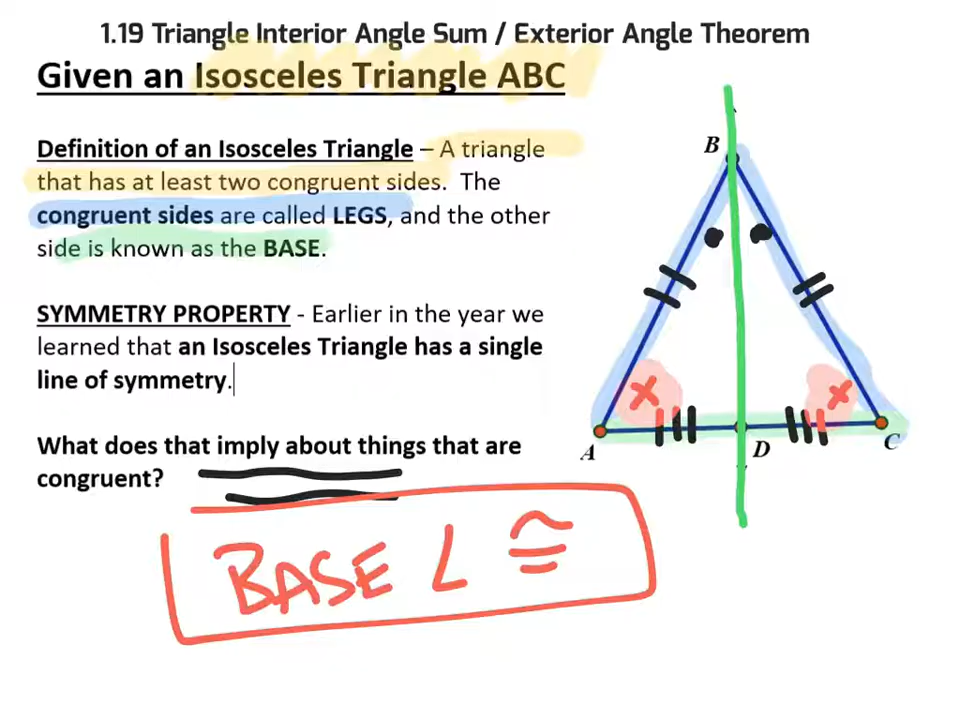 1.19 Triangle Interior Angle Sum / Exterior Angle Theorem
Given an Isosceles Triangle ABC
Definition of an Isosceles Triangle – A triangle
that has at least two congruent sides. The
congruent sides are called LEGS, and the other
side is known as the BASE.
SYMMETRY PROPERTY - Earlier in the year we
learned that an Isosceles Triangle has a single
line of symmetry.
What does that imply about things that are
congruent?
BASE ∠ ≅
B
x x
A D C